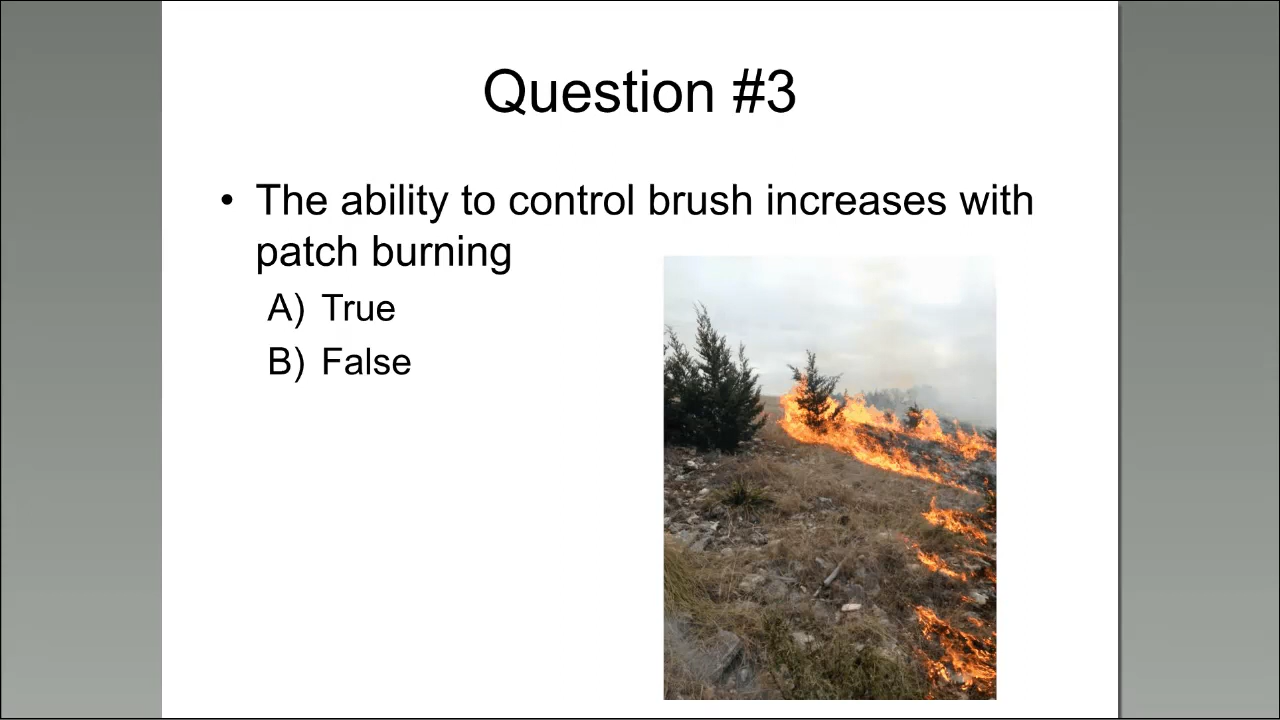 Question #3
• The ability to control brush increases with
patch burning
A) True
B) False